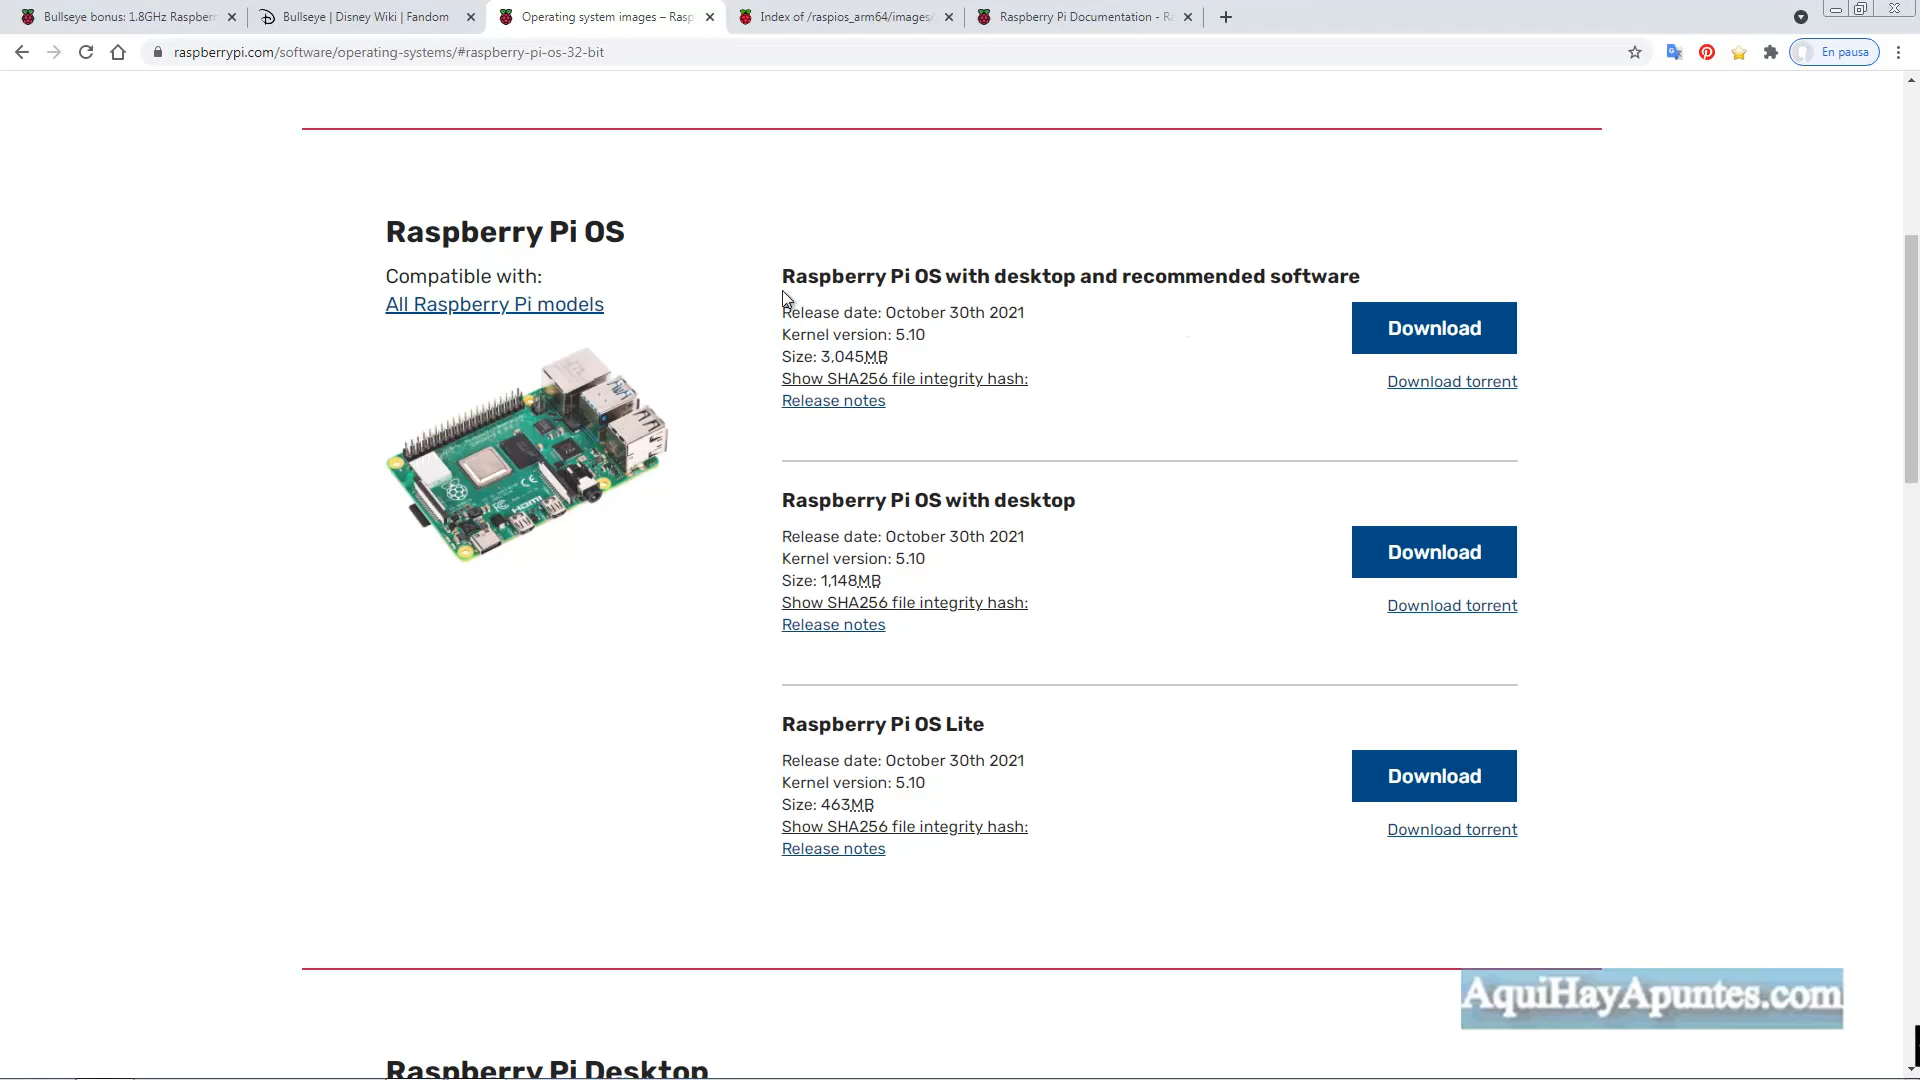 Bullseye bonus: 1.8GHz Raspberr
Bullseye | Disney Wiki | Fandom
Operating system images – Rasp
Index of /raspios_arm64/images/
Raspberry Pi Documentation - Ra
raspberrypi.com/software/operating-systems/#raspberry-pi-os-32-bit
En pausa
Raspberry Pi OS
Compatible with:
All Raspberry Pi models
Raspberry Pi OS with desktop and recommended software
Release date: October 30th 2021
Kernel version: 5.10
Size: 3,045MB
Show SHA256 file integrity hash:
Release notes
Download
Download torrent
Raspberry Pi OS with desktop
Release date: October 30th 2021
Kernel version: 5.10
Size: 1,148MB
Show SHA256 file integrity hash:
Release notes
Download
Download torrent
Raspberry Pi OS Lite
Release date: October 30th 2021
Kernel version: 5.10
Size: 463MB
Show SHA256 file integrity hash:
Release notes
Download
Download torrent
AquiHayApuntes.com
Raspberry Pi Desktop